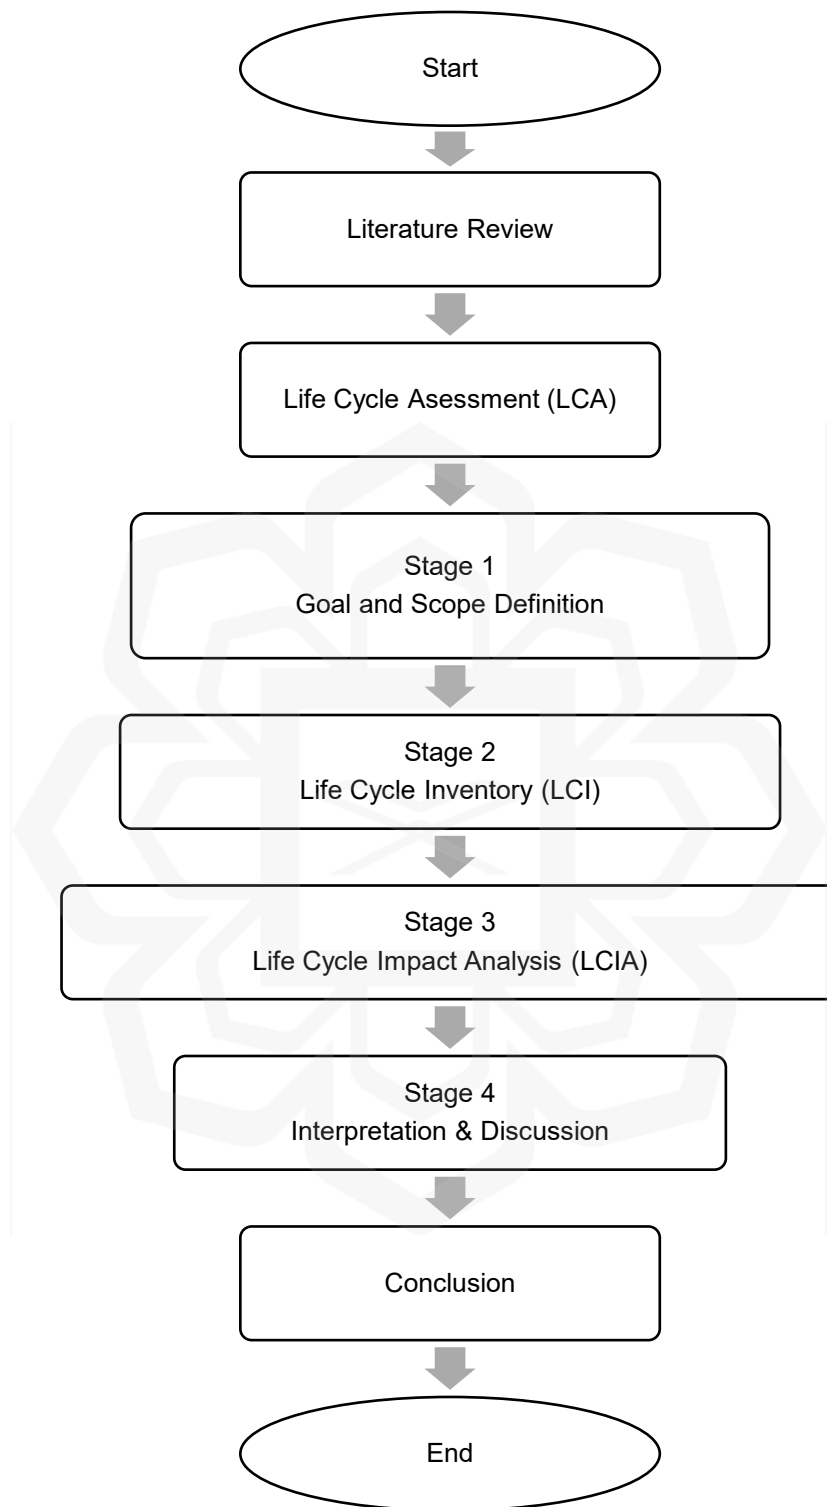 Start
Literature Review
Life Cycle Asessment (LCA)
Stage 1
Goal and Scope Definition
Stage 2
Life Cycle Inventory (LCI)
Stage 3
Life Cycle Impact Analysis (LCIA)
Stage 4
Interpretation & Discussion
Conclusion
End